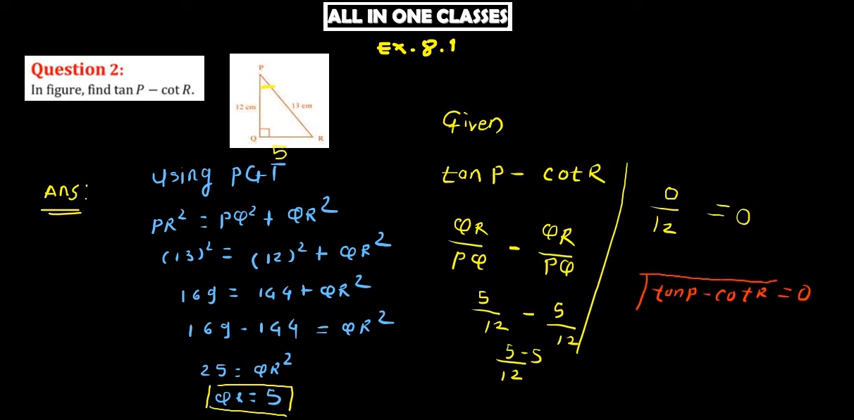 ALL IN ONE CLASSES
Ex. 8.1
Question 2:
In figure, find tan P – cot R.
P
12 cm
13 cm
Q
R
5
Ans:
Using PGT
PR² = PQ² + QR²
(13)² = (12)² + QR²
169 = 144 + QR²
169 - 144 = QR²
25 = QR²
QR = 5
Given
tan P - cot R
QR/PQ - QR/PQ
5/12 - 5/12
5-5/12
0/12 = 0
tan P - cot R = 0